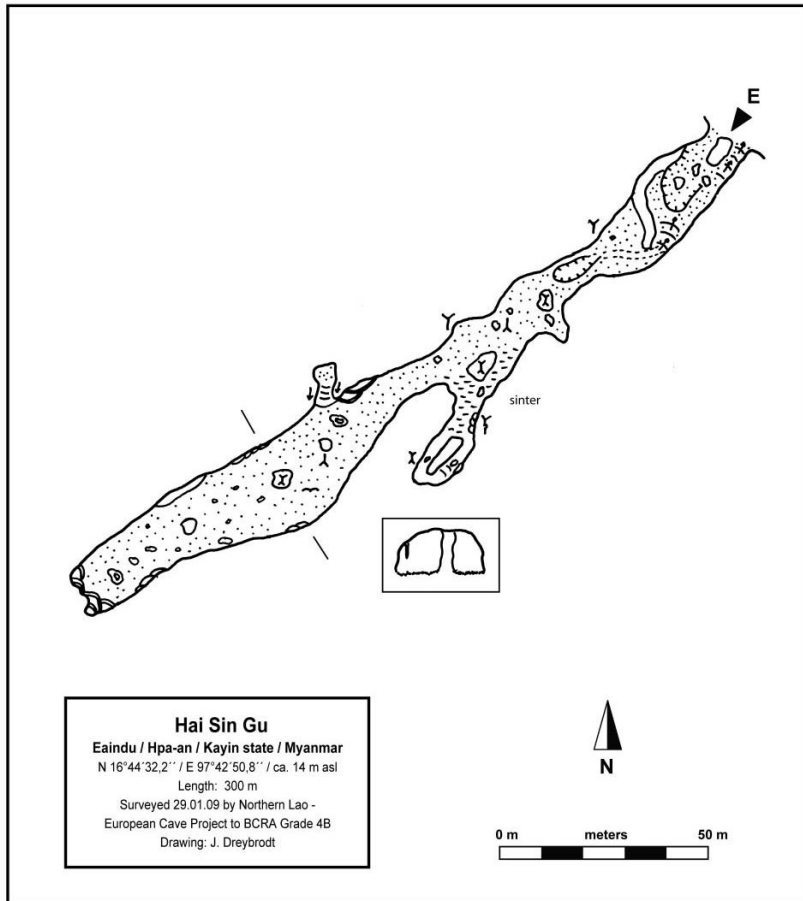 E
sinter
Hai Sin Gu
Eaindu / Hpa-an / Kayin state / Myanmar
N 16°44´32,2´´ / E 97°42´50,8´´ / ca. 14 m asl
Length: 300 m
Surveyed 29.01.09 by Northern Lao -
European Cave Project to BCRA Grade 4B
Drawing: J. Dreybrodt
N
0 m meters 50 m